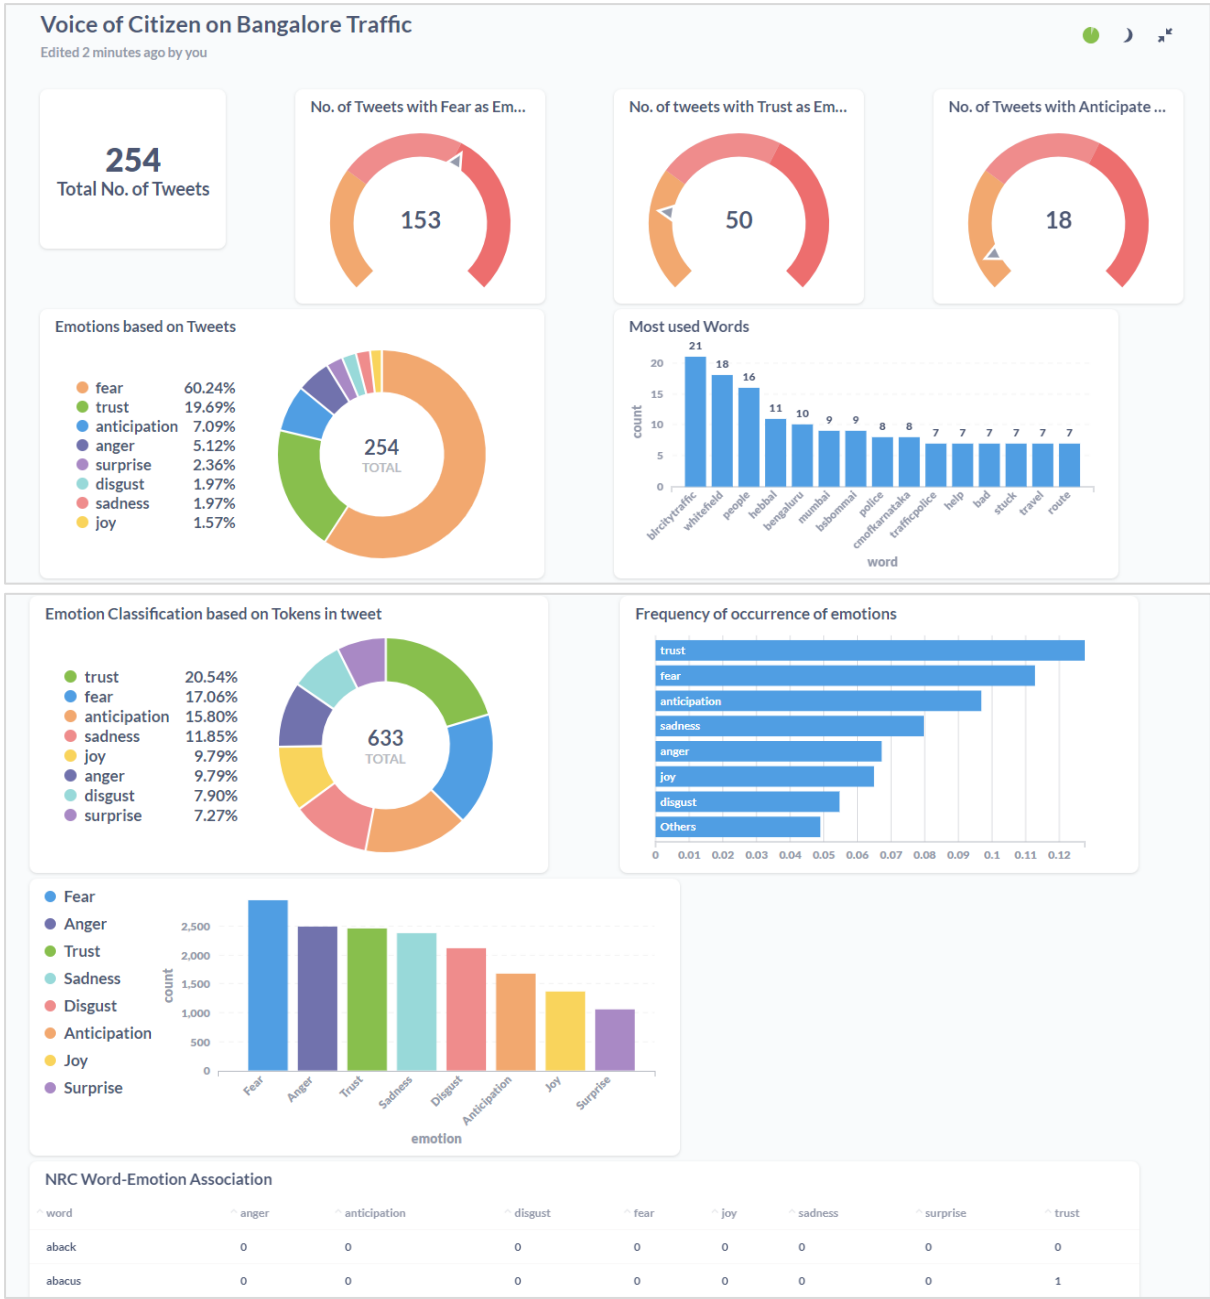 Voice of Citizen on Bangalore Traffic
Edited 2 minutes ago by you
254
Total No. of Tweets
No. of Tweets with Fear as Em...
153
No. of tweets with Trust as Em...
50
No. of Tweets with Anticipate ...
18
Emotions based on Tweets
fear 60.24%
trust 19.69%
anticipation 7.09%
anger 5.12%
surprise 2.36%
disgust 1.97%
sadness 1.97%
joy 1.57%
254
TOTAL
Most used Words
21
18
16
11
10
9
9
8
8
7
7
7
7
7
7
20
15
10
5
0
count
blrcitytraffic
whitefield
people
hebbal
bengaluru
mumbai
bsbommai
police
cmofkarnataka
trafficpolice
help
bad
stuck
travel
route
word
Emotion Classification based on Tokens in tweet
trust 20.54%
fear 17.06%
anticipation 15.80%
sadness 11.85%
joy 9.79%
anger 9.79%
disgust 7.90%
surprise 7.27%
633
TOTAL
Frequency of occurrence of emotions
trust
fear
anticipation
sadness
anger
joy
disgust
Others
0 0.01 0.02 0.03 0.04 0.05 0.06 0.07 0.08 0.09 0.1 0.11 0.12
Fear
Anger
Trust
Sadness
Disgust
Anticipation
Joy
Surprise
2,500
2,000
1,500
1,000
500
0
count
Fear
Anger
Trust
Sadness
Disgust
Anticipation
Joy
Surprise
emotion
NRC Word-Emotion Association
word anger anticipation disgust fear joy sadness surprise trust
aback 0 0 0 0 0 0 0 0
abacus 0 0 0 0 0 0 0 1